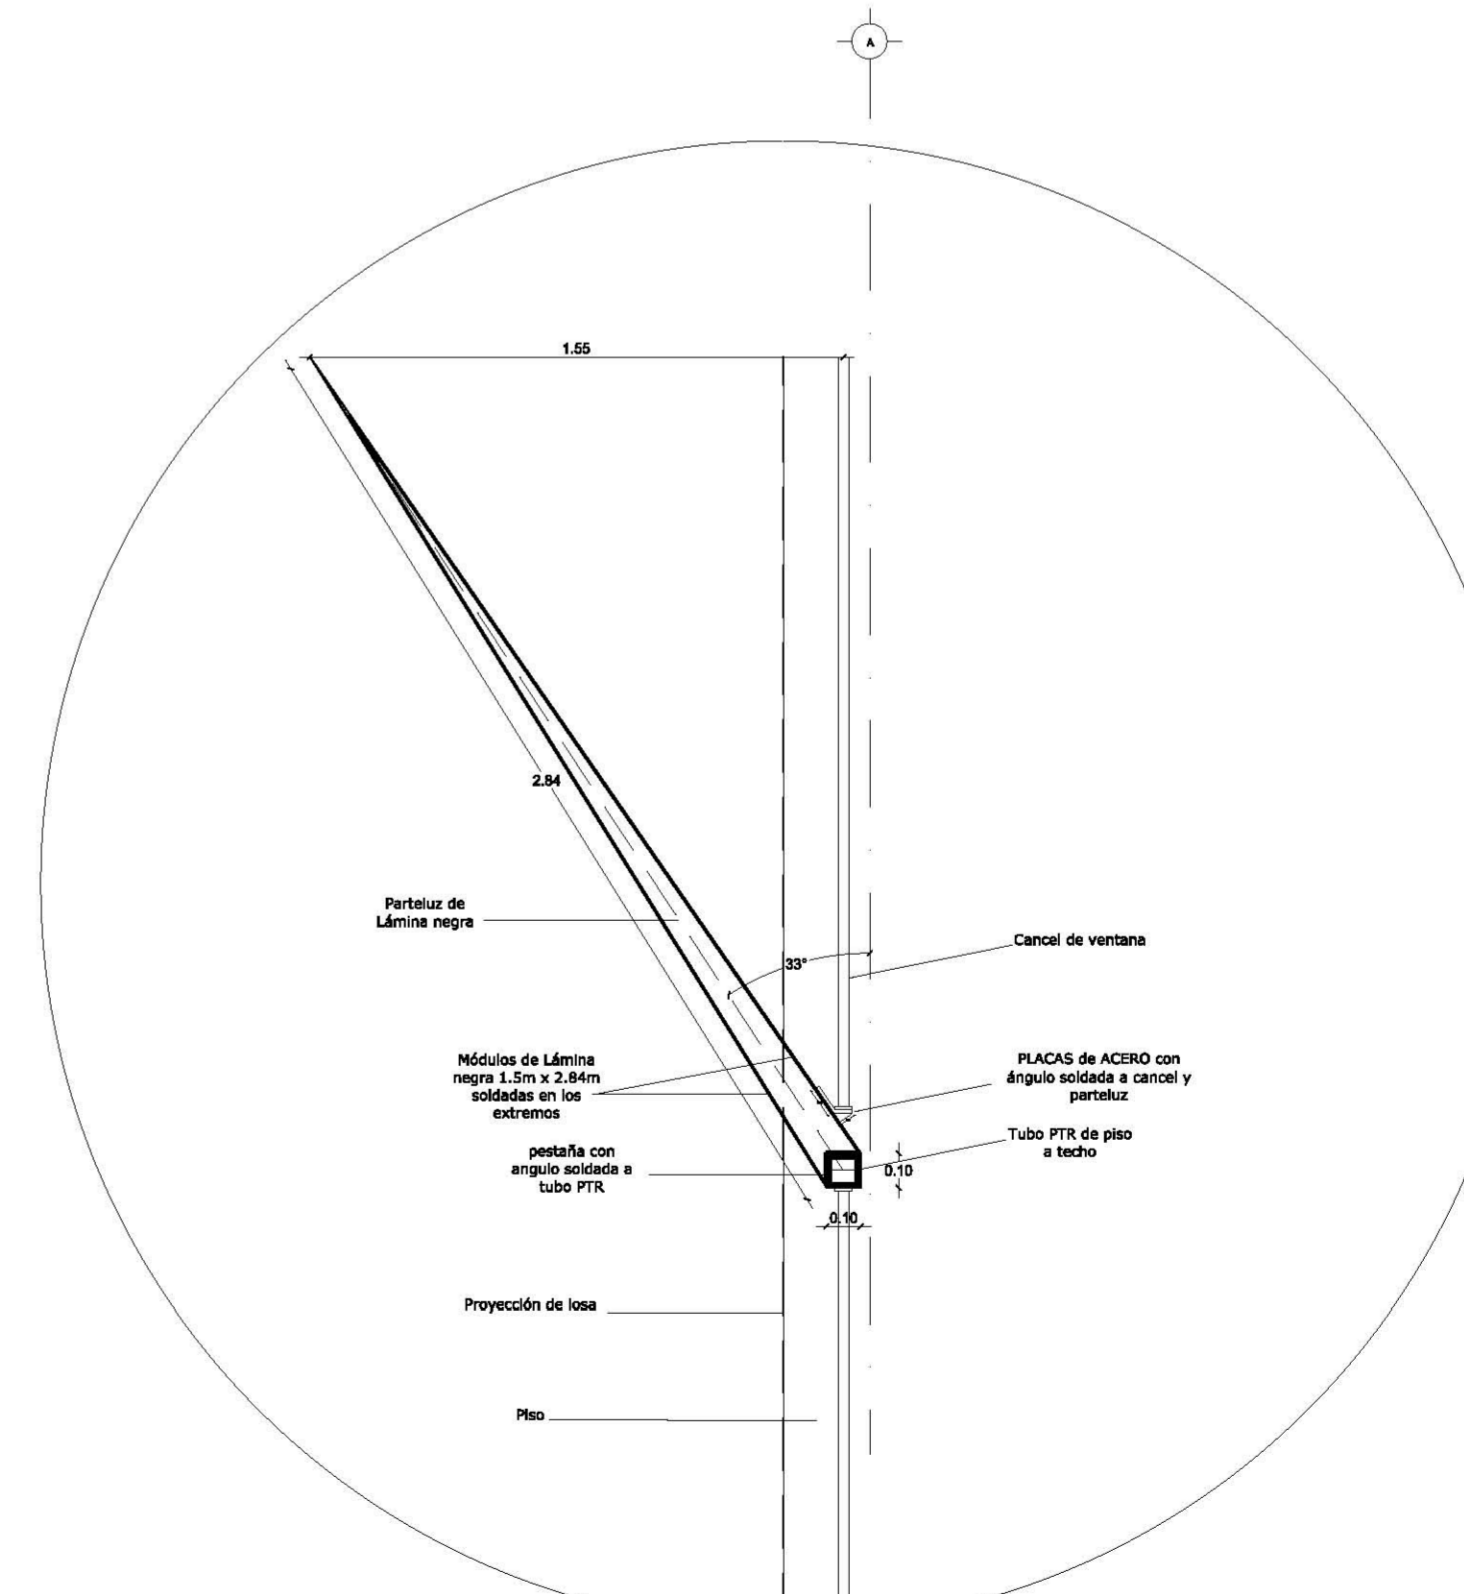 A
1.55
2.84
Parteluz de
Lámina negra
33°
Cancel de ventana
Módulos de Lámina
negra 1.5m x 2.84m
soldadas en los
extremos
PLACAS de ACERO con
ángulo soldada a cancel y
parteluz
pestaña con
angulo soldada a
tubo PTR
Tubo PTR de piso
a techo
0.10
0.10
Proyección de losa
Piso